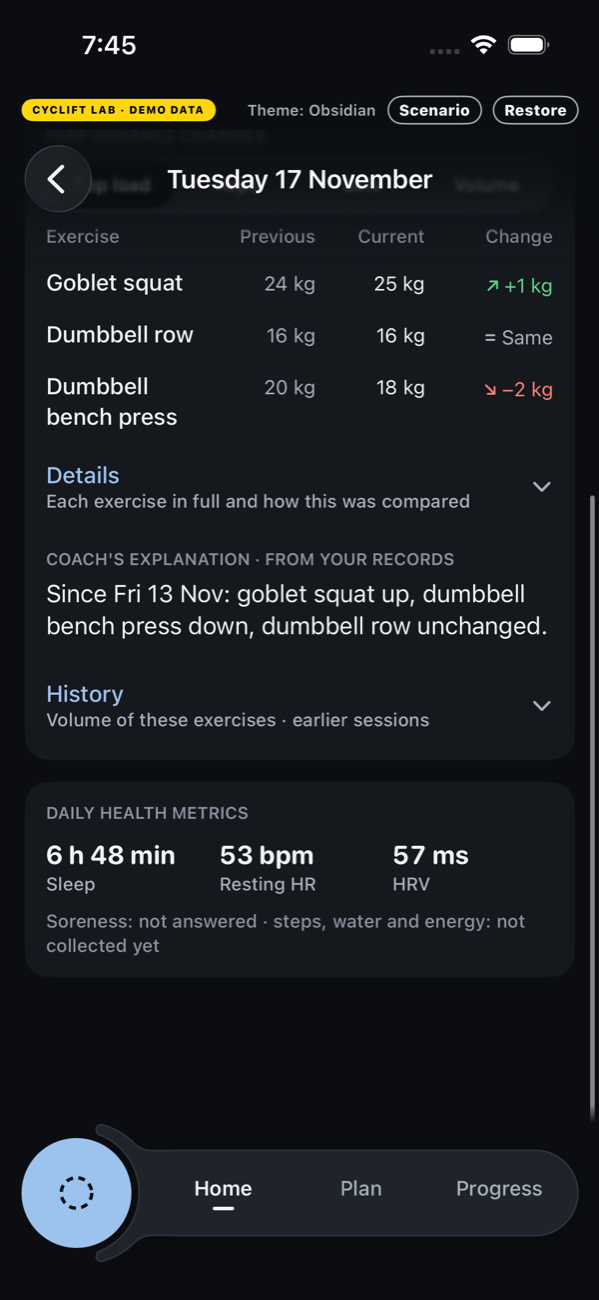 7:45
CYCLIFT LAB · DEMO DATA
Theme: Obsidian
Scenario
Restore
PERFORMANCE CHANGES
Tuesday 17 November
load
Volume
Exercise Previous Current Change
Goblet squat 24 kg 25 kg ↗ +1 kg
Dumbbell row 16 kg 16 kg = Same
Dumbbell 20 kg 18 kg ↘ −2 kg
bench press
Details
Each exercise in full and how this was compared
COACH'S EXPLANATION · FROM YOUR RECORDS
Since Fri 13 Nov: goblet squat up, dumbbell
bench press down, dumbbell row unchanged.
History
Volume of these exercises · earlier sessions
DAILY HEALTH METRICS
6 h 48 min 53 bpm 57 ms
Sleep Resting HR HRV
Soreness: not answered · steps, water and energy: not
collected yet
Home Plan Progress